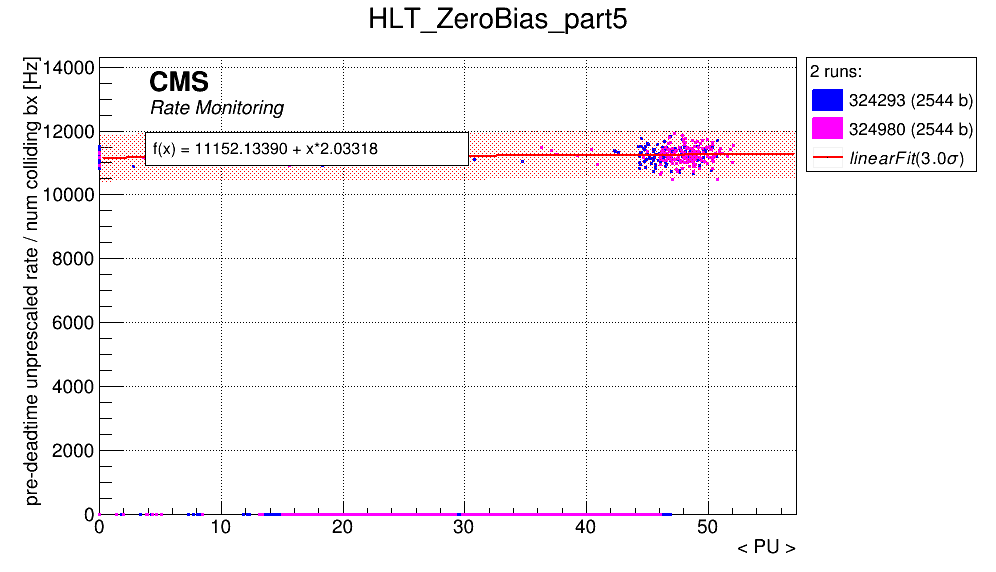 HLT_ZeroBias_part5
pre-deadtime unprescaled rate / num colliding bx [Hz]
14000
12000
10000
8000
6000
4000
2000
0
CMS
Rate Monitoring
f(x) = 11152.13390 + x*2.03318
0 10 20 30 40 50
< PU >
2 runs:
324293 (2544 b)
324980 (2544 b)
linearFit(3.0σ)